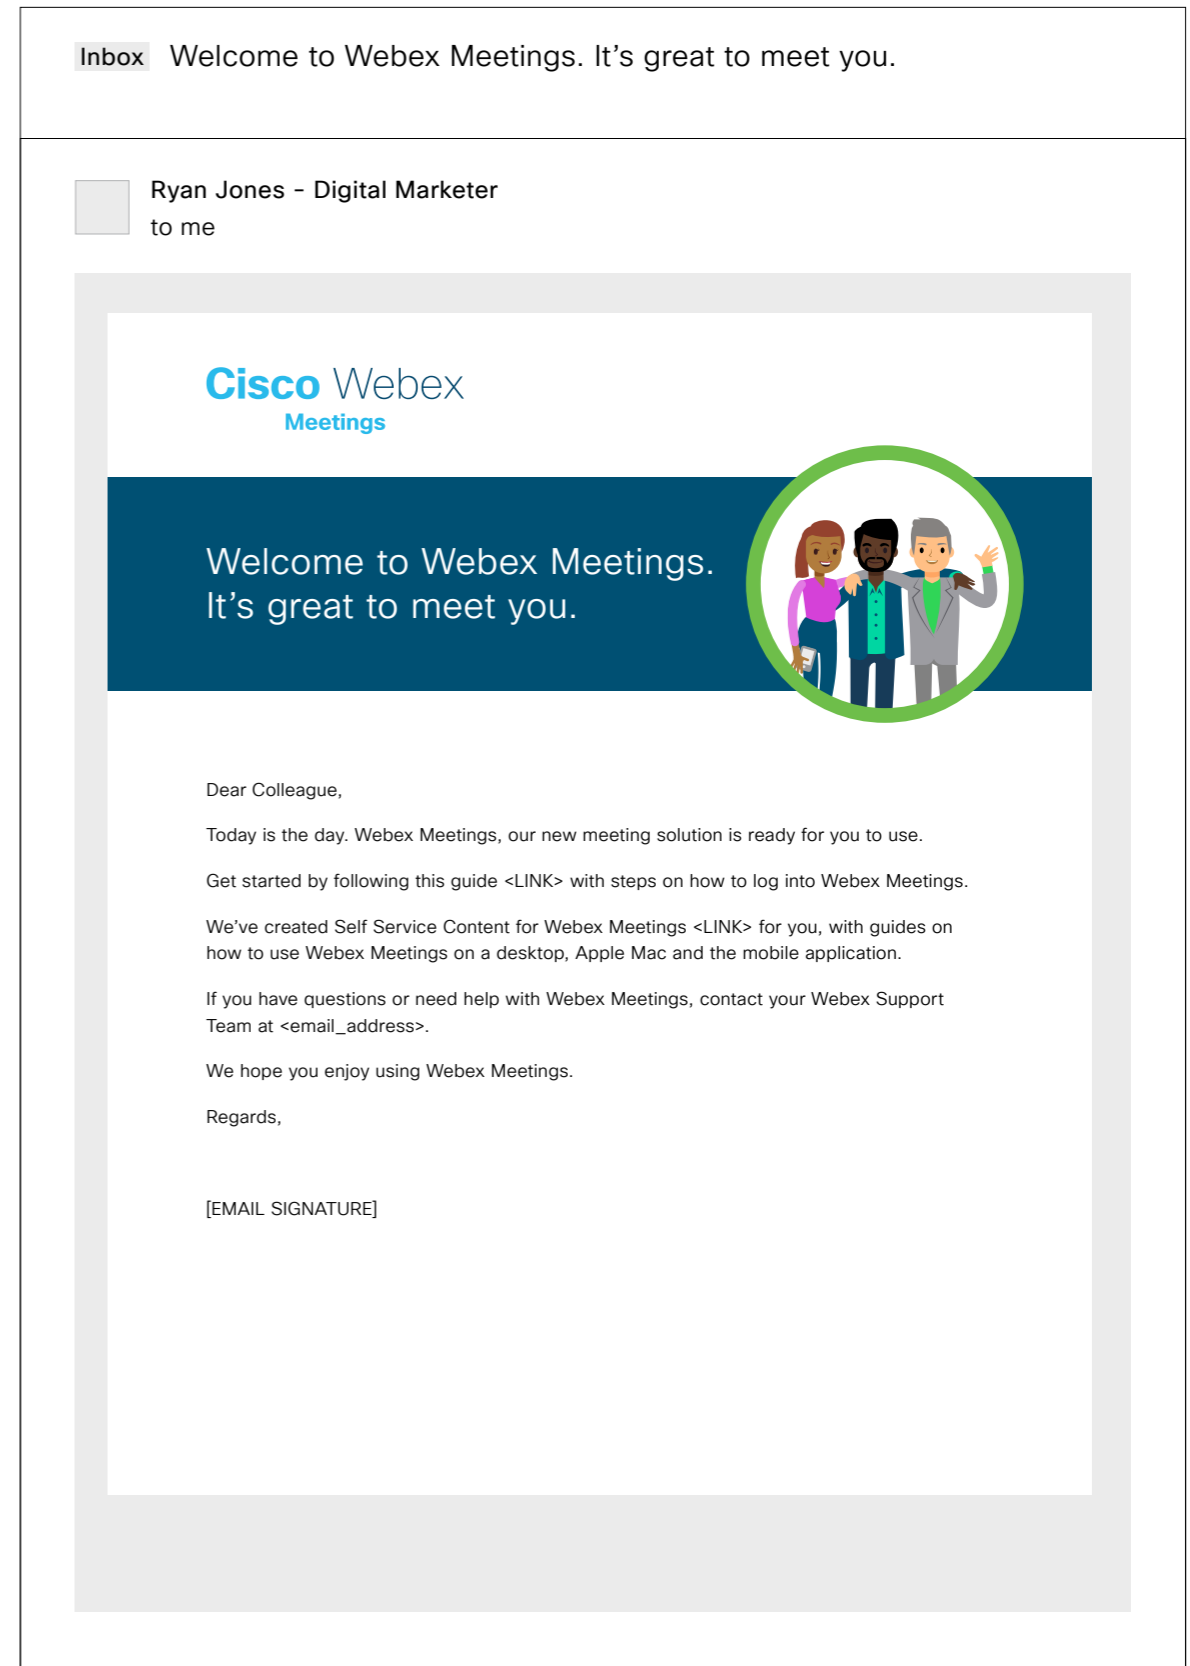 Inbox Welcome to Webex Meetings. It’s great to meet you.
Ryan Jones - Digital Marketer
to me
Cisco Webex
Meetings
Welcome to Webex Meetings.
It’s great to meet you.
Dear Colleague,
Today is the day. Webex Meetings, our new meeting solution is ready for you to use.
Get started by following this guide <LINK> with steps on how to log into Webex Meetings.
We’ve created Self Service Content for Webex Meetings <LINK> for you, with guides on
how to use Webex Meetings on a desktop, Apple Mac and the mobile application.
If you have questions or need help with Webex Meetings, contact your Webex Support
Team at <email_address>.
We hope you enjoy using Webex Meetings.
Regards,
[EMAIL SIGNATURE]